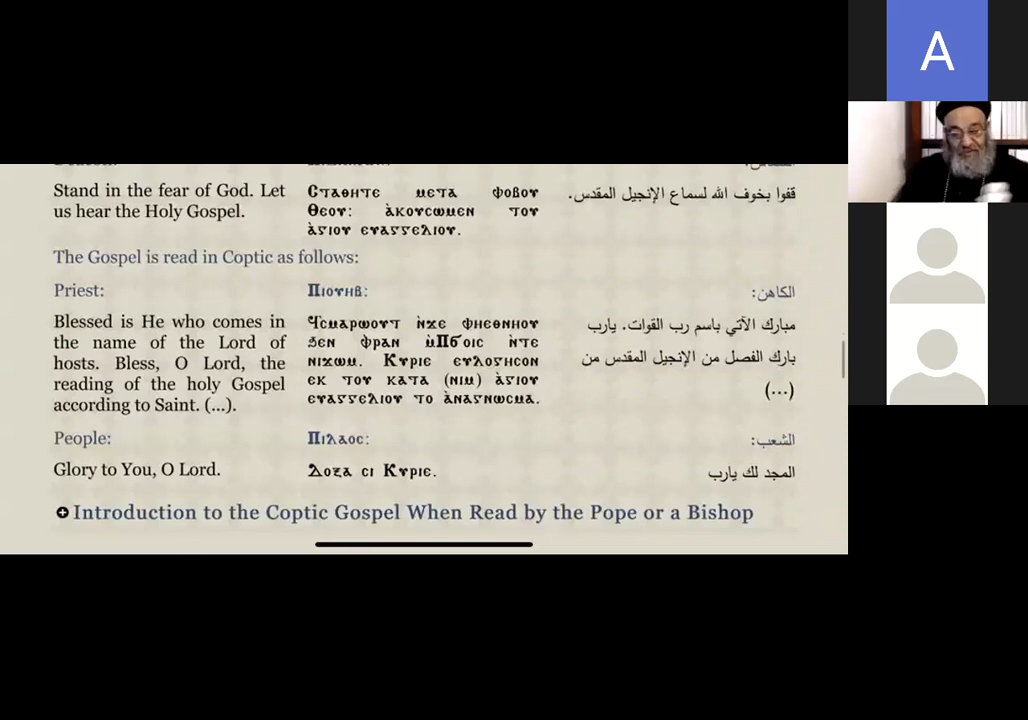 A
Stand in the fear of God. Let
us hear the Holy Gospel.
Ⲥⲧⲁⲑⲏⲧⲉ ⲙⲉⲧⲁ ⲫⲟⲃⲟⲩ
Ⲑⲉⲟⲩ: ⲁ̀ⲕⲟⲩⲥⲱⲙⲉⲛ ⲧⲟⲩ
ⲁ̀ⲅⲓⲟⲩ ⲉⲩⲁⲅⲅⲉⲗⲓⲟⲩ.
قفوا بخوف الله لسماع الإنجيل المقدس.
The Gospel is read in Coptic as follows:
Priest:
Ⲡⲓⲟⲩⲏⲃ:
الكاهن:
Blessed is He who comes in
the name of the Lord of
hosts. Bless, O Lord, the
reading of the holy Gospel
according to Saint. (...).
Ϥⲥⲙⲁⲣⲱⲟⲩⲧ ⲛ̀ϫⲉ ⲫⲏⲉⲑⲛⲏⲟⲩ
ϧⲉⲛ ⲫ̀ⲣⲁⲛ ⲙ̀Ⲡϭⲟⲓⲥ ⲛ̀ⲧⲉ
ⲛⲓϫⲱⲙ. Ⲕⲩⲣⲓⲉ ⲉⲩⲗⲟⲅⲏⲥⲟⲛ
ⲉⲕ ⲧⲟⲩ ⲕⲁⲧⲁ (ⲛⲓⲙ) ⲁ̀ⲅⲓⲟⲩ
ⲉⲩⲁⲅⲅⲉⲗⲓⲟⲩ ⲧⲟ ⲁ̀ⲛⲁⲅⲛⲱⲥⲙⲁ.
مبارك الآتي باسم رب القوات. يارب
بارك الفصل من الإنجيل المقدس من
(...)
People:
Ⲡⲓⲗⲁⲟⲥ:
الشعب:
Glory to You, O Lord.
Ⲇⲟⲝⲁ ⲥⲓ Ⲕⲩⲣⲓⲉ.
المجد لك يارب
Introduction to the Coptic Gospel When Read by the Pope or a Bishop